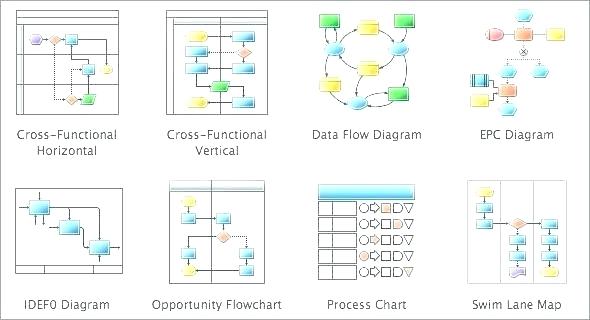 Cross-Functional
Horizontal
Cross-Functional
Vertical
Data Flow Diagram
EPC Diagram
IDEF0 Diagram
Opportunity Flowchart
Process Chart
Swim Lane Map